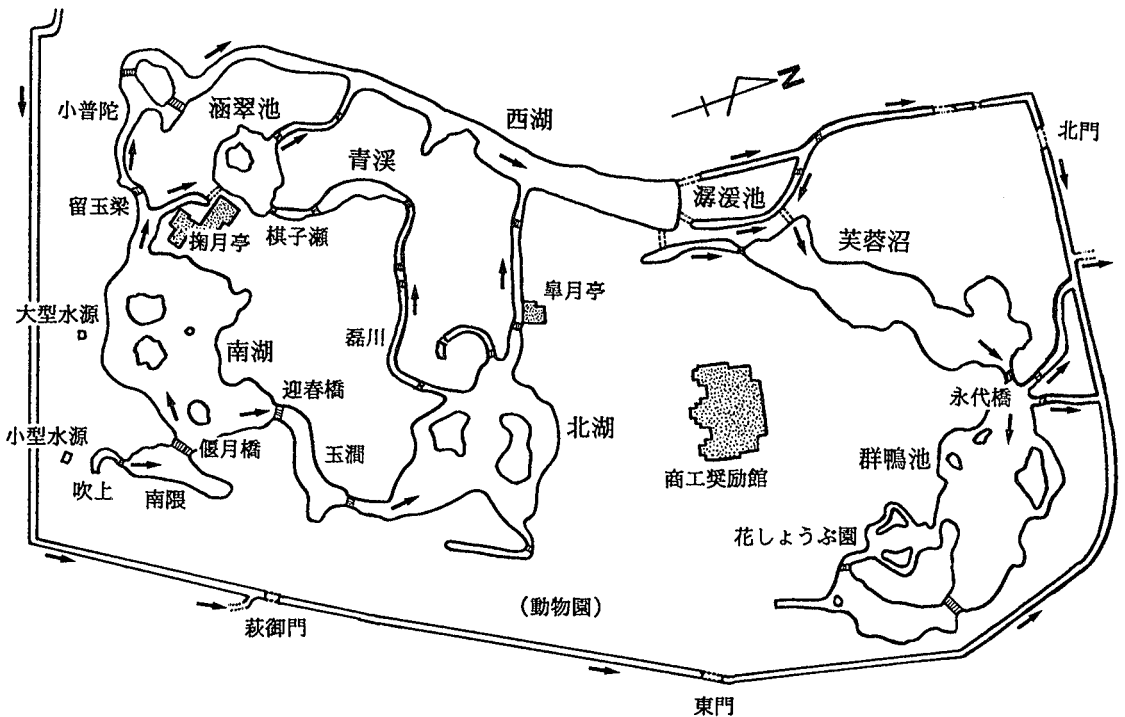 N
小普陀
涵翠池
西湖
北門
青渓
潺湲池
留玉梁
掬月亭
棋子瀬
芙蓉沼
皐月亭
大型水源
磊川
南湖
迎春橋
永代橋
小型水源
偃月橋
北湖
玉澗
群鴨池
商工奨励館
吹上
南隈
花しょうぶ園
(動物園)
萩御門
東門